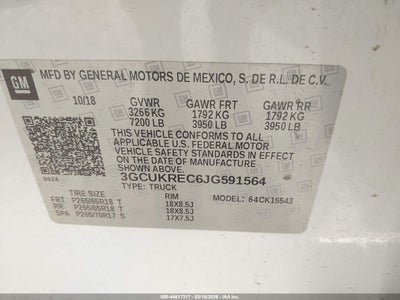 GM
MFD BY GENERAL MOTORS DE MEXICO, S. DE R.L. DE C.V.
10/18 GVWR GAWR FRT GAWR RR
3266 KG 1792 KG 1792 KG
7200 LB 3950 LB 3950 LB
THIS VEHICLE CONFORMS TO ALL APPLICABLE
U.S. FEDERAL MOTOR VEHICLE SAFETY
STANDARDS IN EFFECT ON THE DATE OF
MANUFACTURE SHOWN ABOVE.
3GCUKREC6JG591564
TYPE: TRUCK MODEL: 64CK15543
TIRE SIZE RIM
FRT P265/65R18 T 18X8.5J
RR P265/65R18 T 18X8.5J
SPA P265/70R17 S 17X7.5J